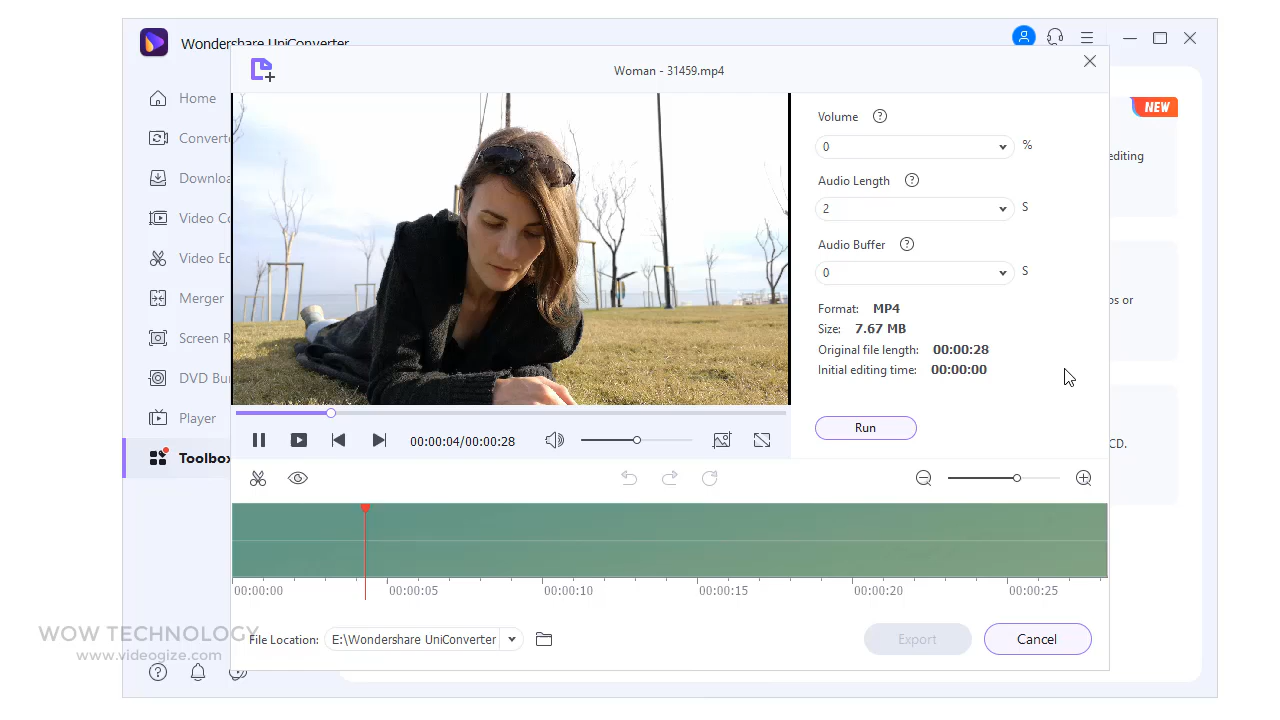 Wondershare UniConverter
Woman - 31459.mp4
Home
Converte
Downloa
Video Co
Video Ed
Merger
Screen R
DVD Bur
Player
Toolbox
NEW
editing
os or
CD.
Volume
0 %
Audio Length
2 S
Audio Buffer
0 S
Format: MP4
Size: 7.67 MB
Original file length: 00:00:28
Initial editing time: 00:00:00
Run
00:00:04/00:00:28
00:00:00 00:00:05 00:00:10 00:00:15 00:00:20 00:00:25
File Location: E:\Wondershare UniConverter
Export Cancel
WOW TECHNOLOGY
www.videogize.com